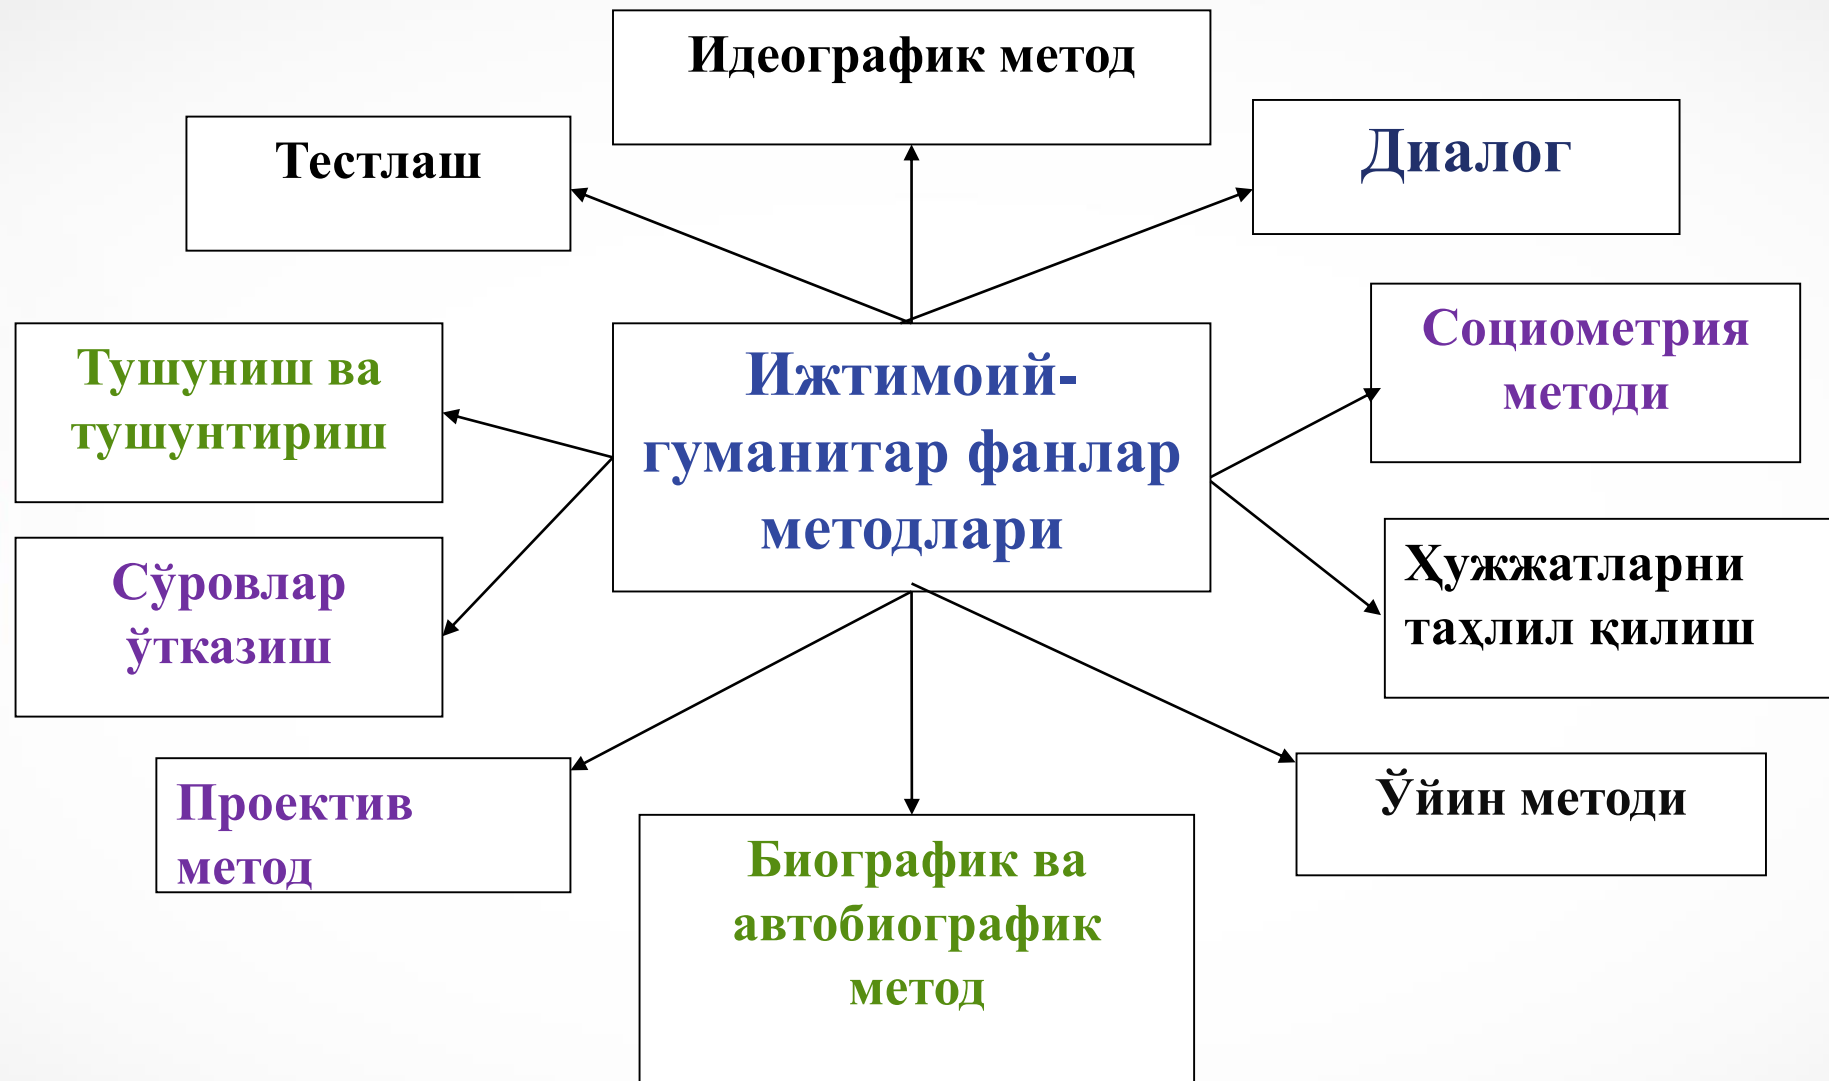 Идеографик метод
Тестлаш
Диалог
Тушуниш ва
тушунтириш
Ижтимоий-
гуманитар фанлар
методлари
Социометрия
методи
Сўровлар
ўтказиш
Ҳужжатларни
таҳлил қилиш
Проектив
метод
Биографик ва
автобиографик
метод
Ўйин методи